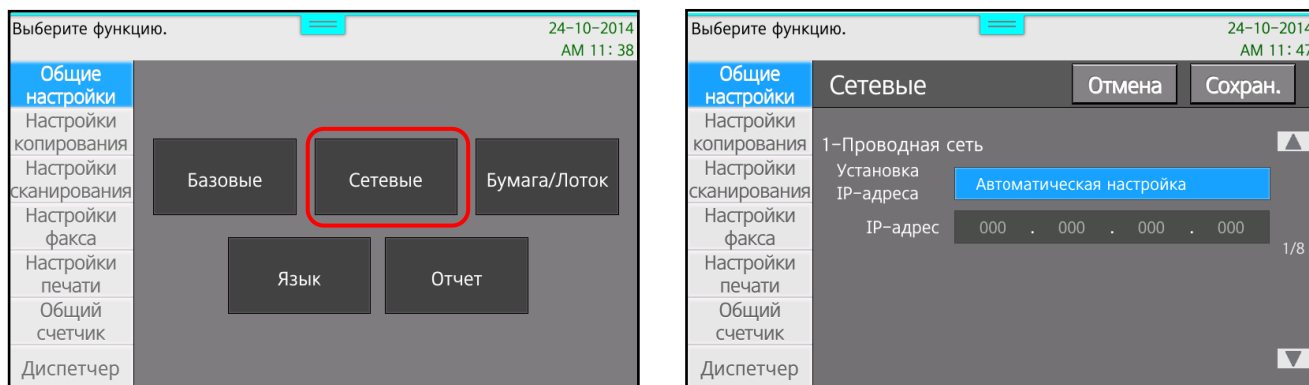 Выберите функцию.
24-10-2014
AM 11:38
Общие
настройки
Настройки
копирования
Настройки
сканирования
Настройки
факса
Настройки
печати
Общий
счетчик
Диспетчер
Базовые
Сетевые
Бумага/Лоток
Язык
Отчет
Выберите функцию.
24-10-2014
AM 11:47
Общие
настройки
Настройки
копирования
Настройки
сканирования
Настройки
факса
Настройки
печати
Общий
счетчик
Диспетчер
Сетевые
Отмена
Сохран.
1-Проводная сеть
Установка
IP-адреса
Автоматическая настройка
IP-адрес
000 . 000 . 000 . 000
1/8